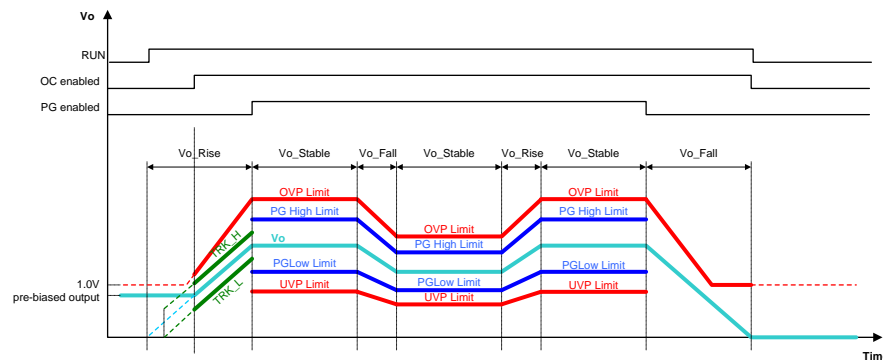 Vo
RUN
OC enabled
PG enabled
Vo_Rise
Vo_Stable
Vo_Fall
Vo_Stable
Vo_Rise
Vo_Stable
Vo_Fall
OVP Limit
OVP Limit
OVP Limit
PG High Limit
PG High Limit
PG High Limit
TRK_H
Vo
TRK_L
PGLow Limit
PGLow Limit
PGLow Limit
UVP Limit
UVP Limit
UVP Limit
1.0V
pre-biased output
Tim